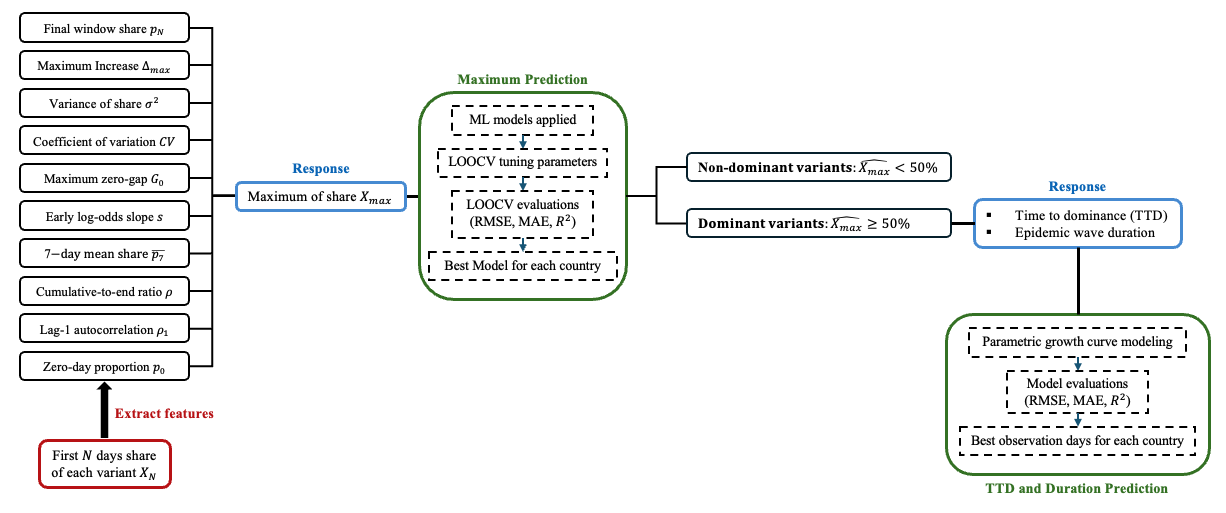 Final window share p_N
Maximum Increase Δ_max
Variance of share σ²
Coefficient of variation CV
Maximum zero-gap G₀
Early log-odds slope s
7−day mean share p̅₇
Cumulative-to-end ratio ρ
Lag-1 autocorrelation ρ₁
Zero-day proportion p₀
Extract features
First N days share
of each variant X_N
Response
Maximum of share X_max
Maximum Prediction
ML models applied
LOOCV tuning parameters
LOOCV evaluations
(RMSE, MAE, R²)
Best Model for each country
Non-dominant variants: X̂_max < 50%
Dominant variants: X̂_max ≥ 50%
Response
▪ Time to dominance (TTD)
▪ Epidemic wave duration
Parametric growth curve modeling
Model evaluations
(RMSE, MAE, R²)
Best observation days for each country
TTD and Duration Prediction